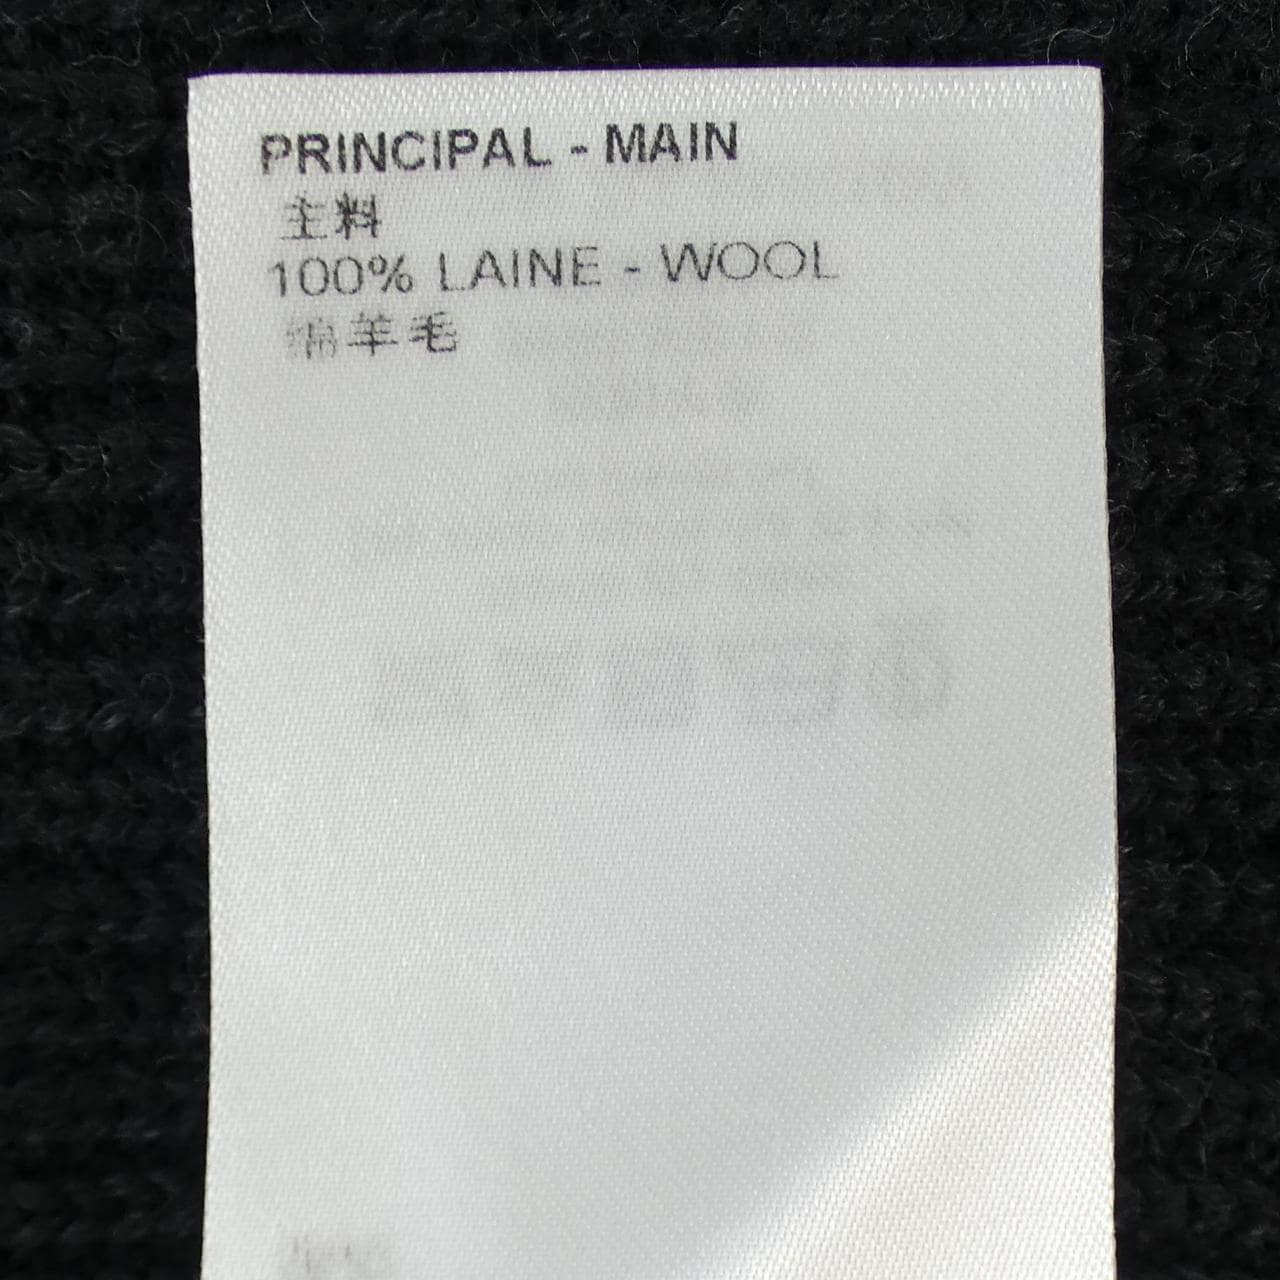 PRINCIPAL - MAIN
主料
100% LAINE - WOOL
绵羊毛